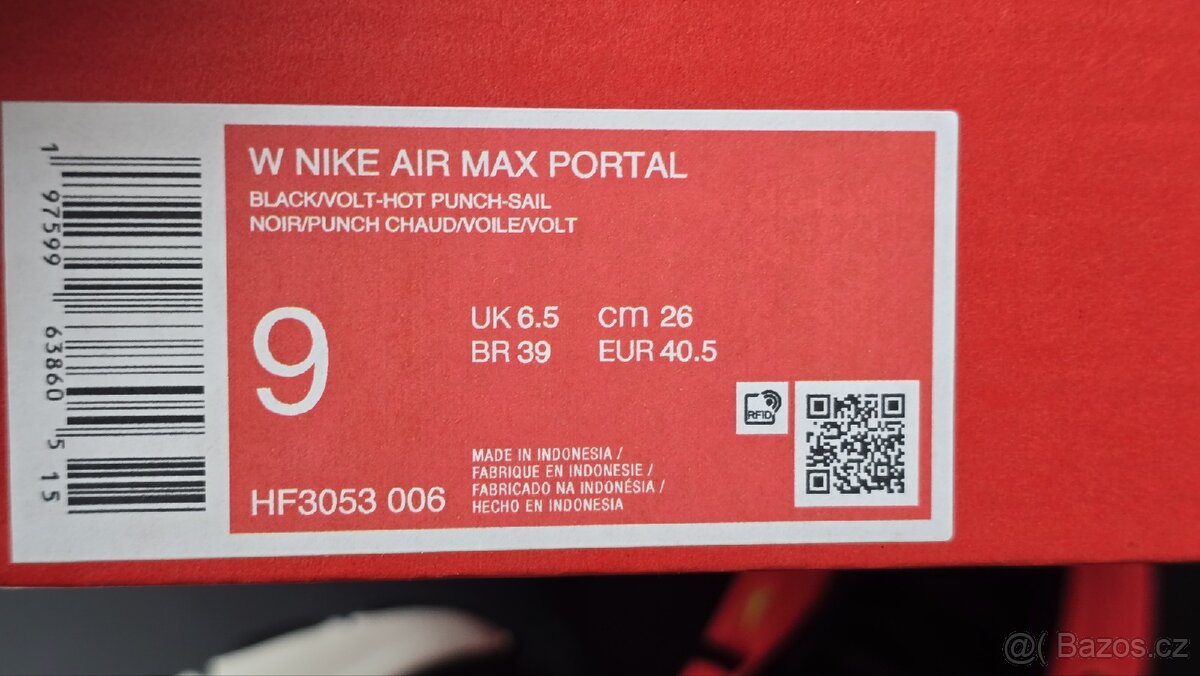 W NIKE AIR MAX PORTAL
BLACK/VOLT-HOT PUNCH-SAIL
NOIR/PUNCH CHAUD/VOILE/VOLT
9
UK 6.5 cm 26
BR 39 EUR 40.5
RFID
MADE IN INDONESIA /
FABRIQUE EN INDONESIE /
FABRICADO NA INDONÉSIA /
HECHO EN INDONESIA
HF3053 006
1 97599 63860 5 15
@( Bazos.cz